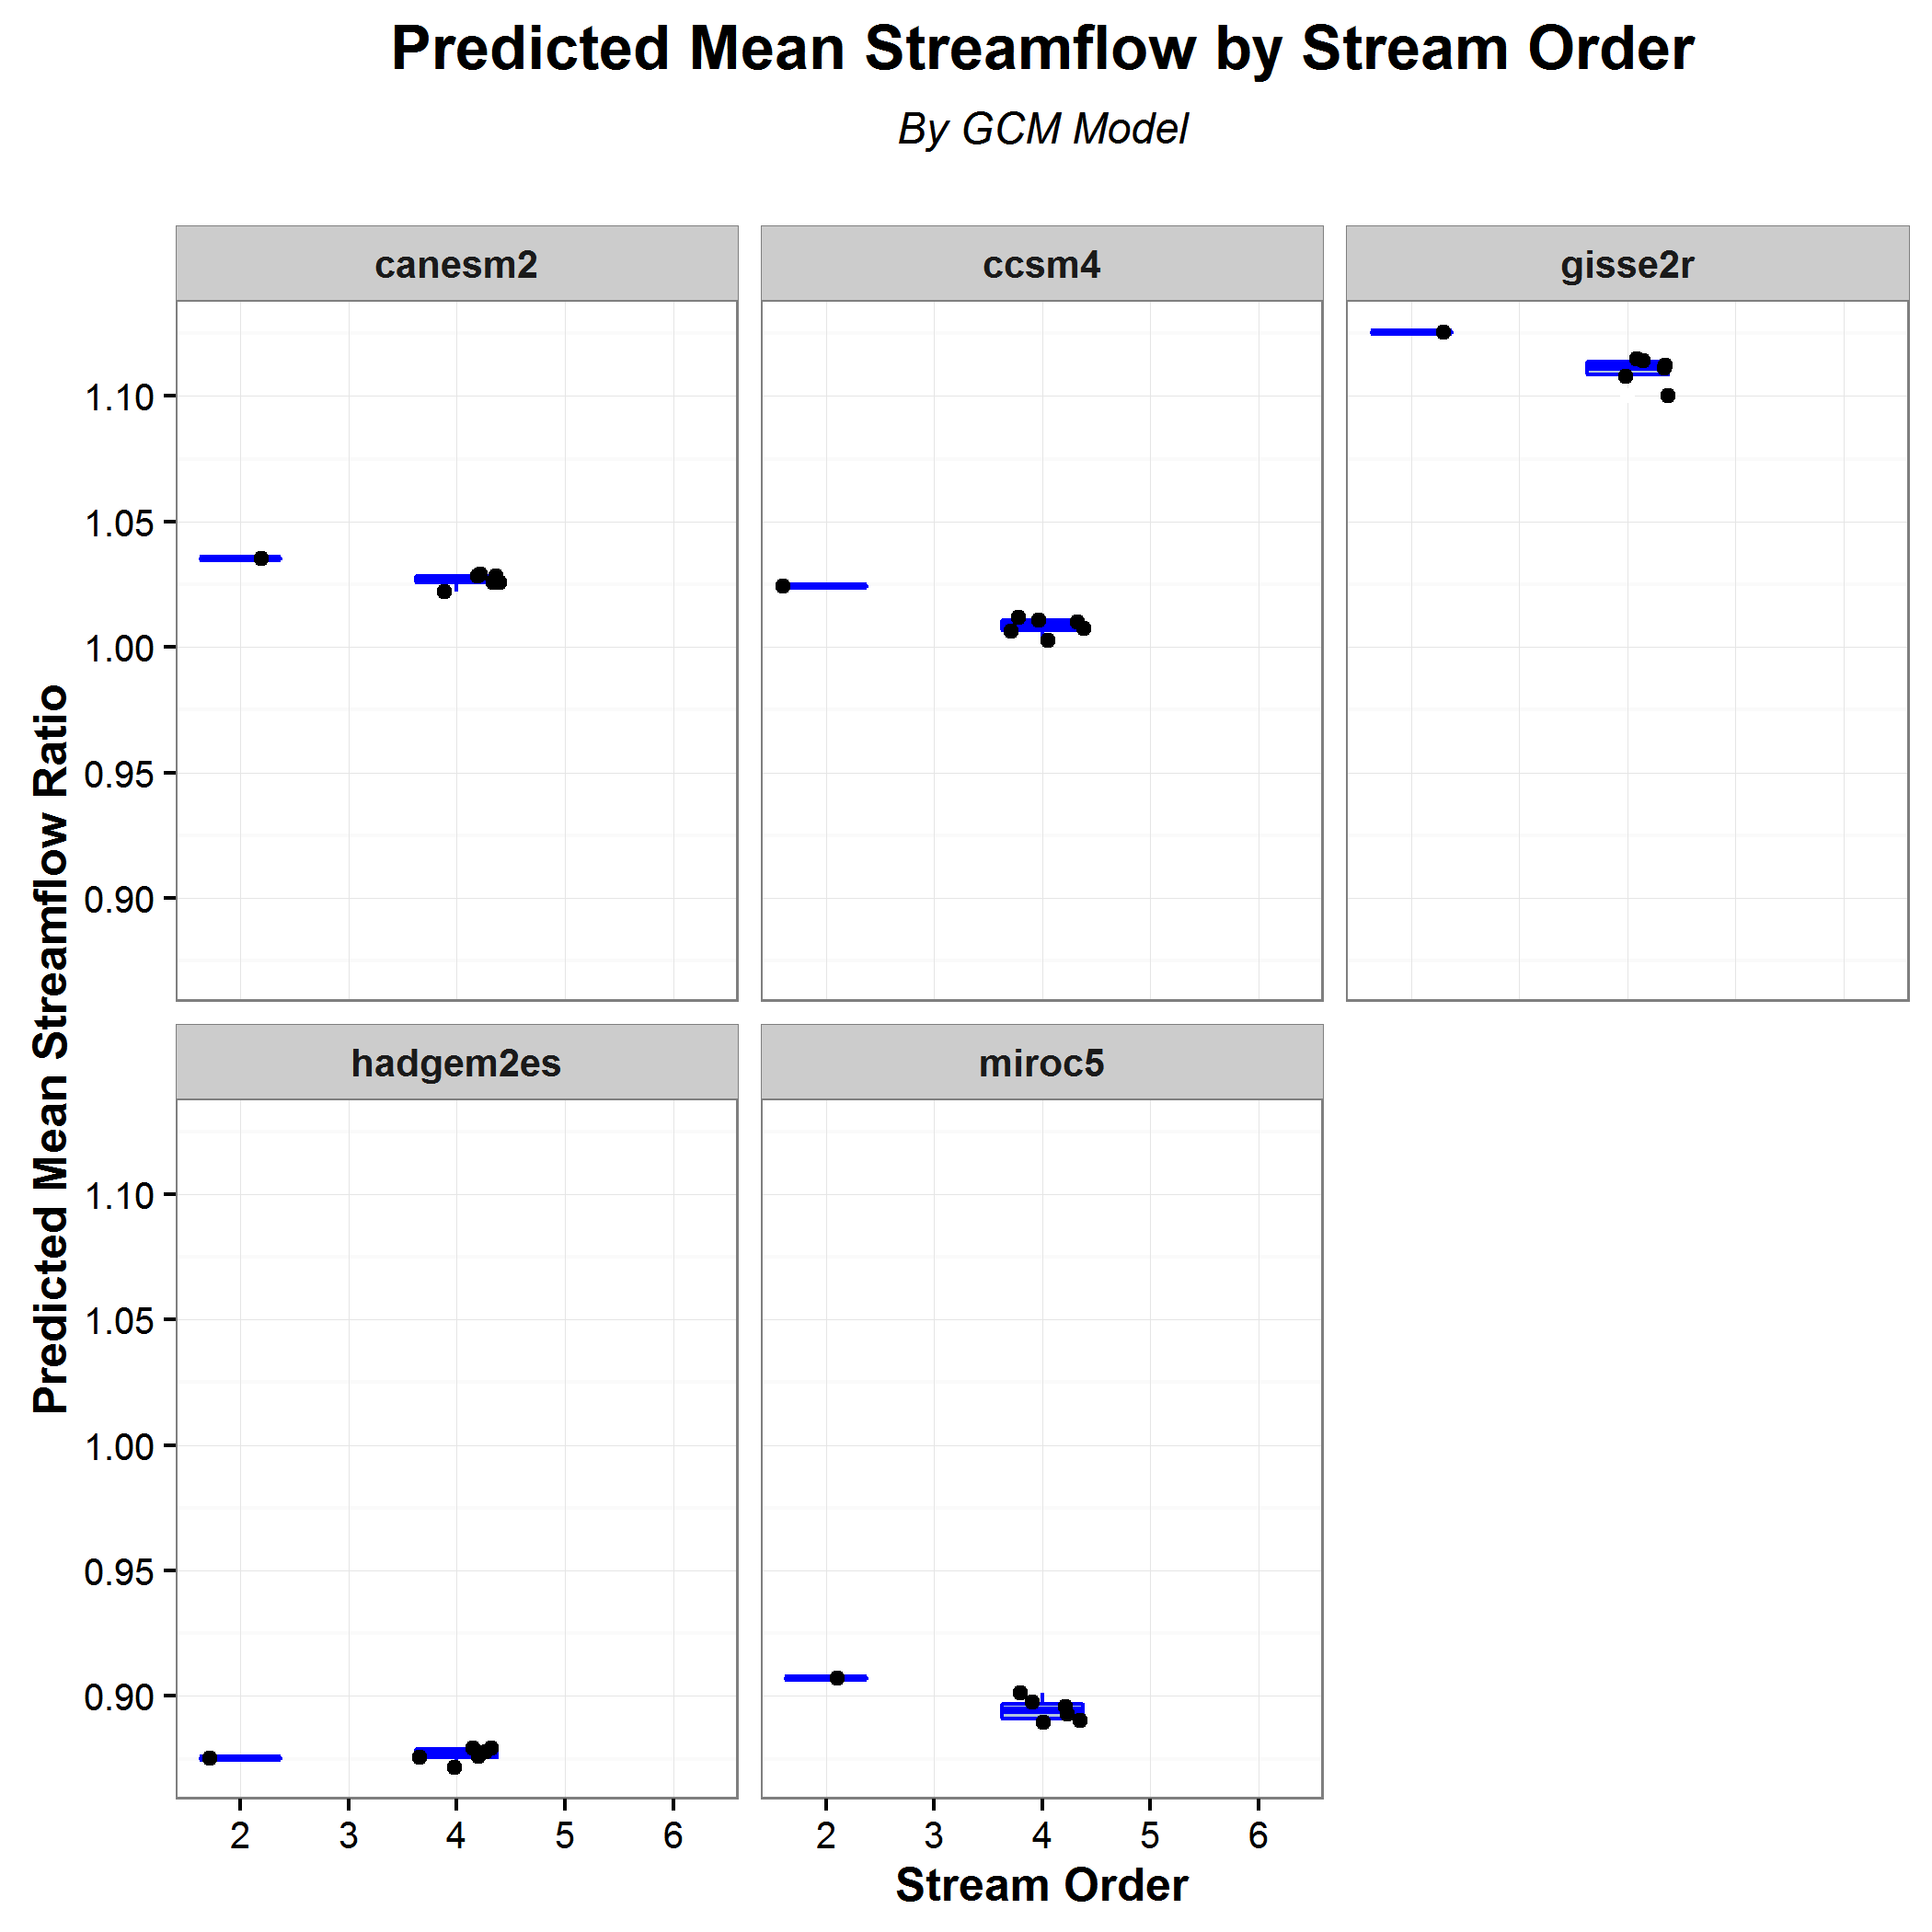 Predicted Mean Streamflow by Stream Order
By GCM Model
canesm2
ccsm4
gisse2r
1.10
1.05
1.00
0.95
0.90
Predicted Mean Streamflow Ratio
hadgem2es
miroc5
1.10
1.05
1.00
0.95
0.90
2 3 4 5 6
2 3 4 5 6
Stream Order